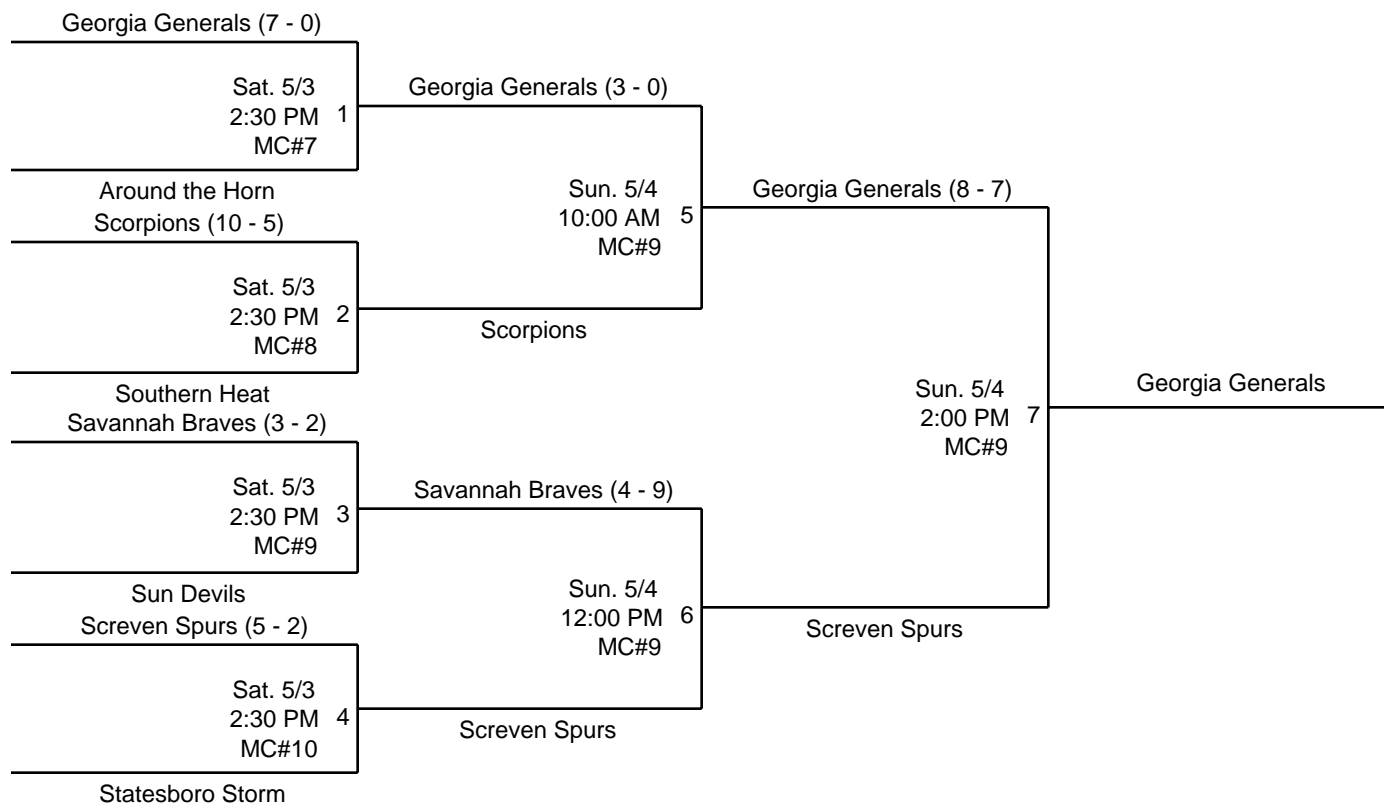 Georgia Generals (7 - 0)
Sat. 5/3
2:30 PM 1
MC#7
Around the Horn
Scorpions (10 - 5)
Sat. 5/3
2:30 PM 2
MC#8
Southern Heat
Savannah Braves (3 - 2)
Sat. 5/3
2:30 PM 3
MC#9
Sun Devils
Screven Spurs (5 - 2)
Sat. 5/3
2:30 PM 4
MC#10
Statesboro Storm
Georgia Generals (3 - 0)
Sun. 5/4
10:00 AM 5
MC#9
Scorpions
Savannah Braves (4 - 9)
Sun. 5/4
12:00 PM 6
MC#9
Screven Spurs
Georgia Generals (8 - 7)
Sun. 5/4
2:00 PM 7
MC#9
Screven Spurs
Georgia Generals